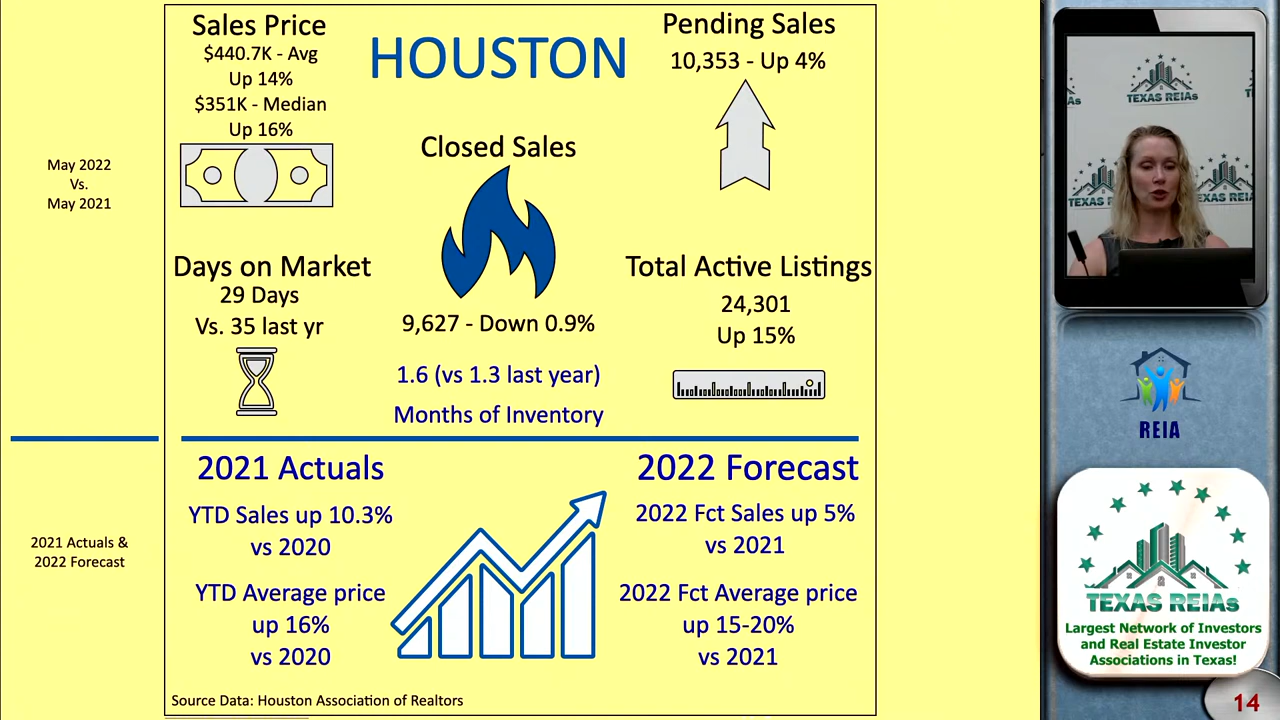 HOUSTON
Sales Price
$440.7K - Avg
Up 14%
$351K - Median
Up 16%
Pending Sales
10,353 - Up 4%
May 2022
Vs.
May 2021
Closed Sales
9,627 - Down 0.9%
1.6 (vs 1.3 last year)
Months of Inventory
Days on Market
29 Days
Vs. 35 last yr
Total Active Listings
24,301
Up 15%
2021 Actuals &
2022 Forecast
2021 Actuals
YTD Sales up 10.3%
vs 2020
YTD Average price
up 16%
vs 2020
2022 Forecast
2022 Fct Sales up 5%
vs 2021
2022 Fct Average price
up 15-20%
vs 2021
Source Data: Houston Association of Realtors
As
TEXAS REIAs
TEXAS R
REIA
REIA
TEXAS REIAs
Largest Network of Investors
and Real Estate Investor
Associations in Texas!
14